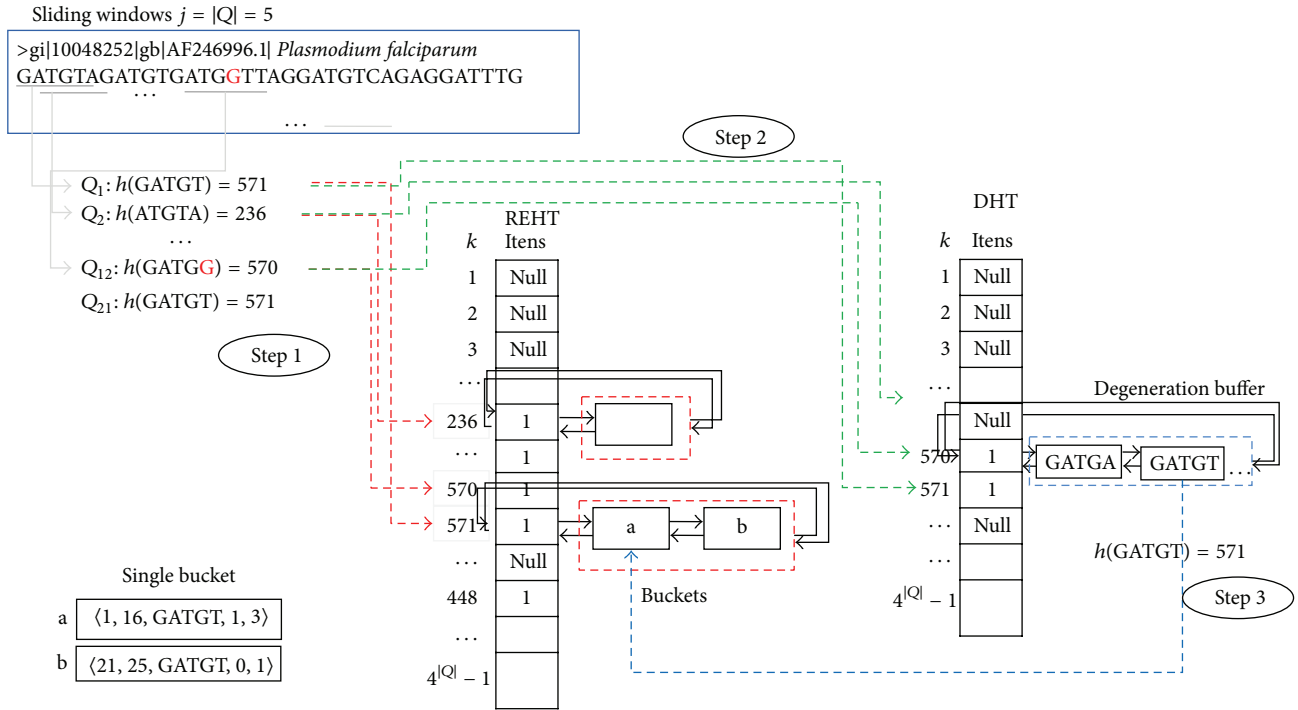 Sliding windows j = |Q| = 5
>gi|10048252|gb|AF246996.1| Plasmodium falciparum
GATGTAGATGTGATGGTTAGGATGTCAGAGGATTTG
...
...
Step 2
Q1: h(GATGT) = 571
Q2: h(ATGTA) = 236
...
Q12: h(GATGG) = 570
Q21: h(GATGT) = 571
Step 1
REHT
k Itens
1 Null
2 Null
3 Null
...
236 1
... 1
570 1
571 1 a b
... Null
448 1
...
4^|Q| − 1
Buckets
DHT
k Itens
1 Null
2 Null
3 Null
...
Degeneration buffer
Null
570 1 GATGA GATGT ...
571 1
... Null
...
4^|Q| − 1
h(GATGT) = 571
Step 3
Single bucket
a ⟨1, 16, GATGT, 1, 3⟩
b ⟨21, 25, GATGT, 0, 1⟩